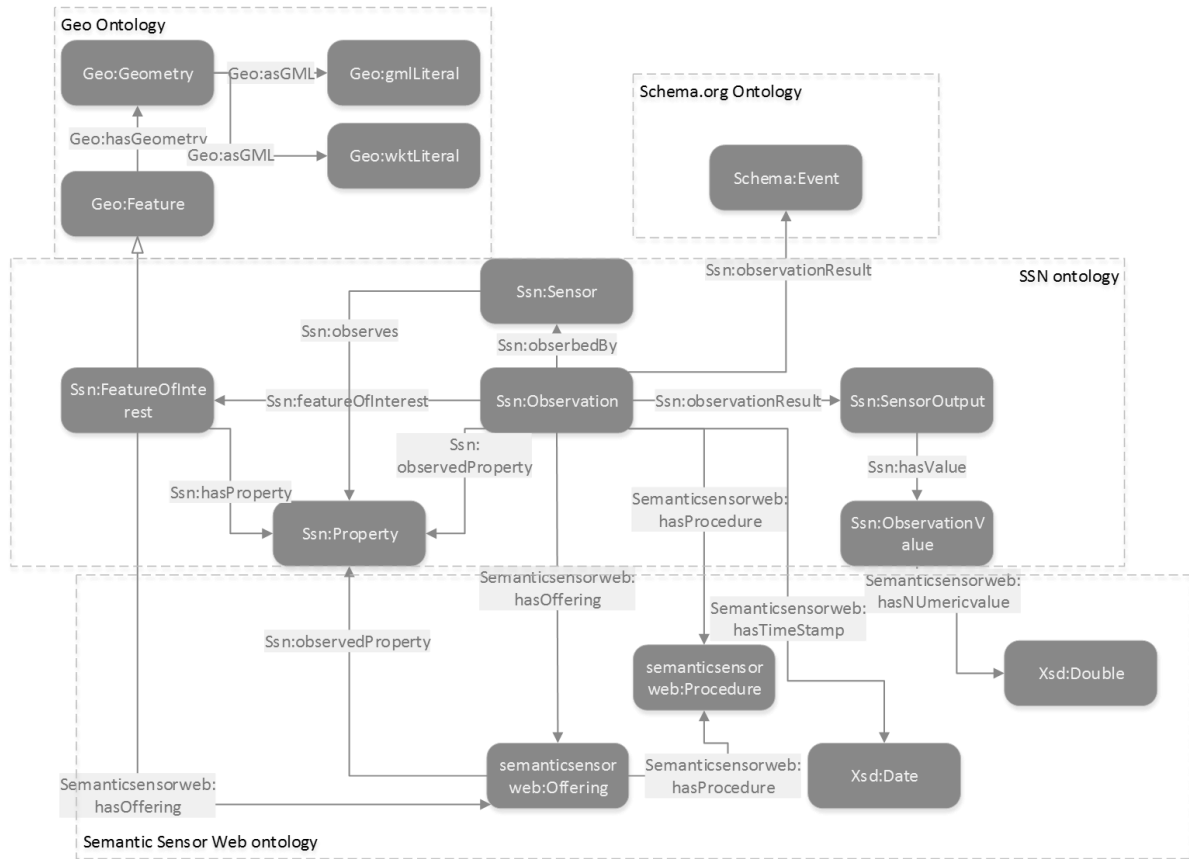 Geo Ontology
Geo:Geometry
Geo:asGML
Geo:gmlLiteral
Geo:hasGeometry
Geo:asGML
Geo:wktLiteral
Geo:Feature
Schema.org Ontology
Schema:Event
Ssn:observationResult
SSN ontology
Ssn:Sensor
Ssn:observes
Ssn:obserbedBy
Ssn:FeatureOfInte
rest
Ssn:featureOfInterest
Ssn:Observation
Ssn:observationResult
Ssn:SensorOutput
Ssn:
observedProperty
Ssn:hasValue
Ssn:hasProperty
Semanticsensorweb:
hasProcedure
Ssn:Property
Ssn:ObservationV
alue
Semanticsensorweb:
hasOffering
Semanticsensorweb:
hasNUmericvalue
Semanticsensorweb:
hasTimeStamp
Ssn:observedProperty
semanticsensor
web:Procedure
Xsd:Double
semanticsensor
web:Offering
Semanticsensorweb:
hasProcedure
Xsd:Date
Semanticsensorweb:
hasOffering
Semantic Sensor Web ontology